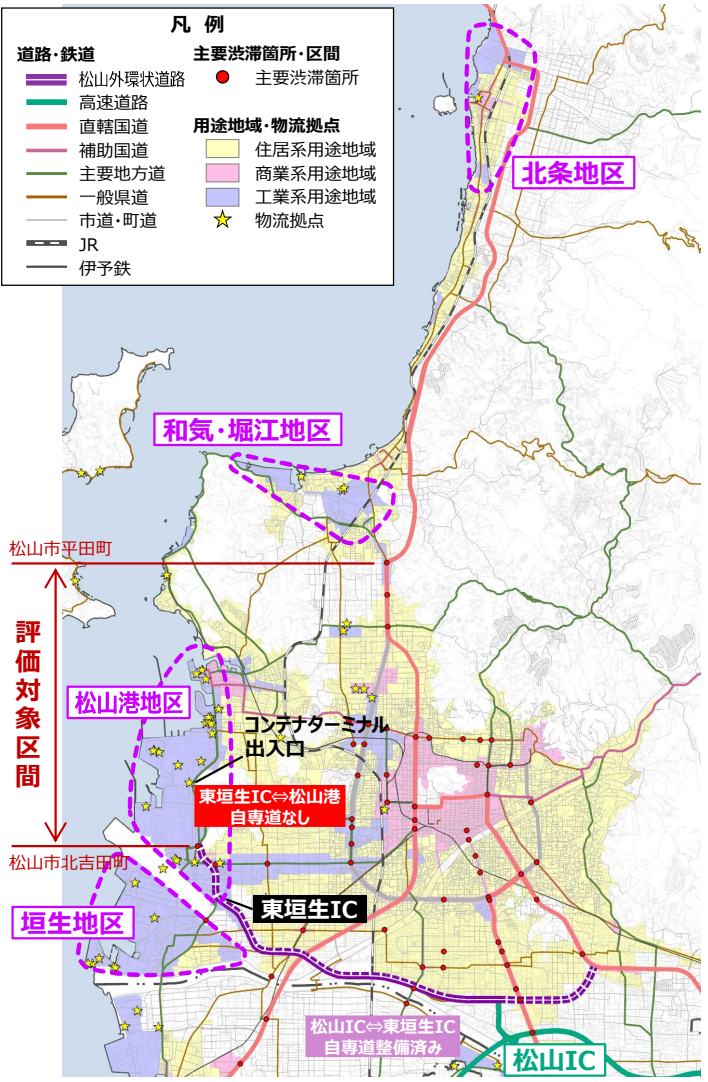 凡 例
道路・鉄道
松山外環状道路
高速道路
直轄国道
補助国道
主要地方道
一般県道
市道・町道
JR
伊予鉄
主要渋滞箇所・区間
主要渋滞箇所
用途地域・物流拠点
住居系用途地域
商業系用途地域
工業系用途地域
物流拠点
北条地区
和気・堀江地区
松山市平田町
評価対象区間
松山港地区
コンテナターミナル
出入口
東垣生IC⇔松山港
自専道なし
松山市北吉田町
東垣生IC
垣生地区
松山IC⇔東垣生IC
自専道整備済み
松山IC